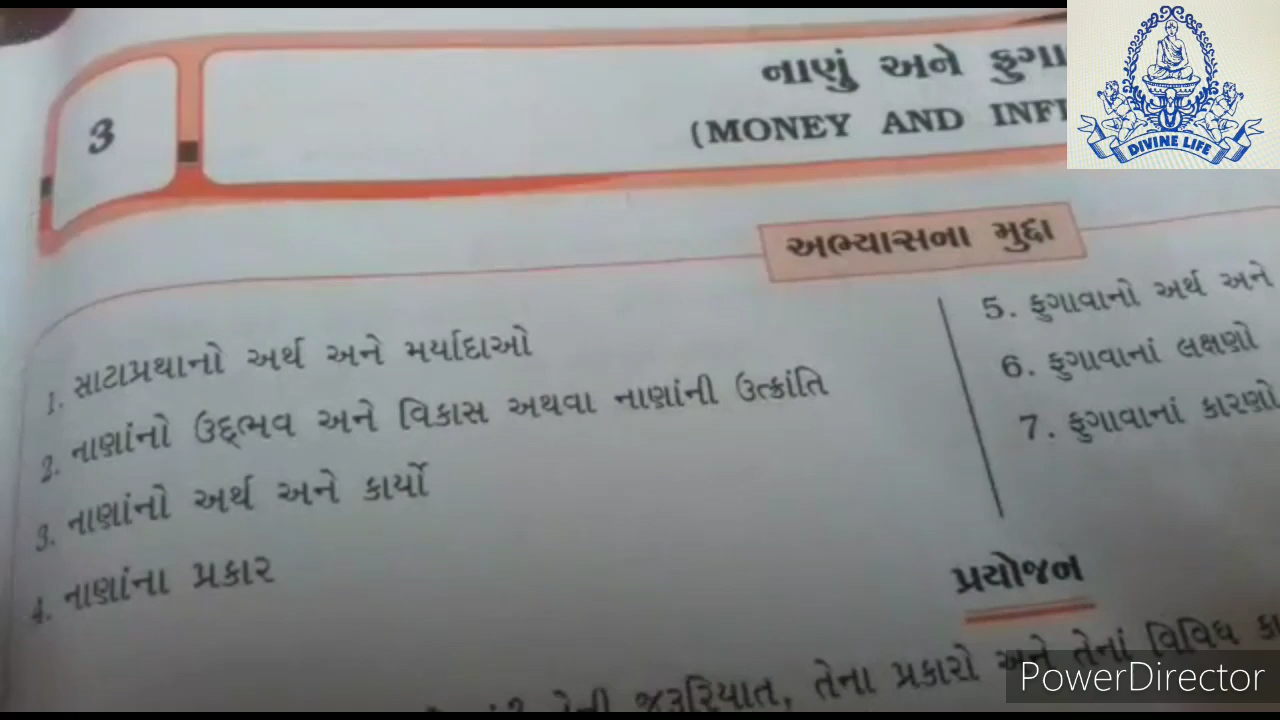 3
નાણું અને
(MONEY AND
અભ્યાસના મુદ્દા
1. સાટાપ્રથાનો અર્થ અને મર્યાદાઓ
2. નાણાંનો ઉદ્ભવ અને વિકાસ અથવા નાણાંની ઉત્ક્રાંતિ
3. નાણાંનો અર્થ અને કાર્યો
4. નાણાંના પ્રકાર
5. ફુગાવાનો અર્થ અને
6. ફુગાવાનાં લક્ષણો
7. ફુગાવાનાં કારણો
પ્રયોજન
જરૂરિયાત, તેના પ્રકારો અને તેનાં વિવિધ
DIVINE LIFE
PowerDirector